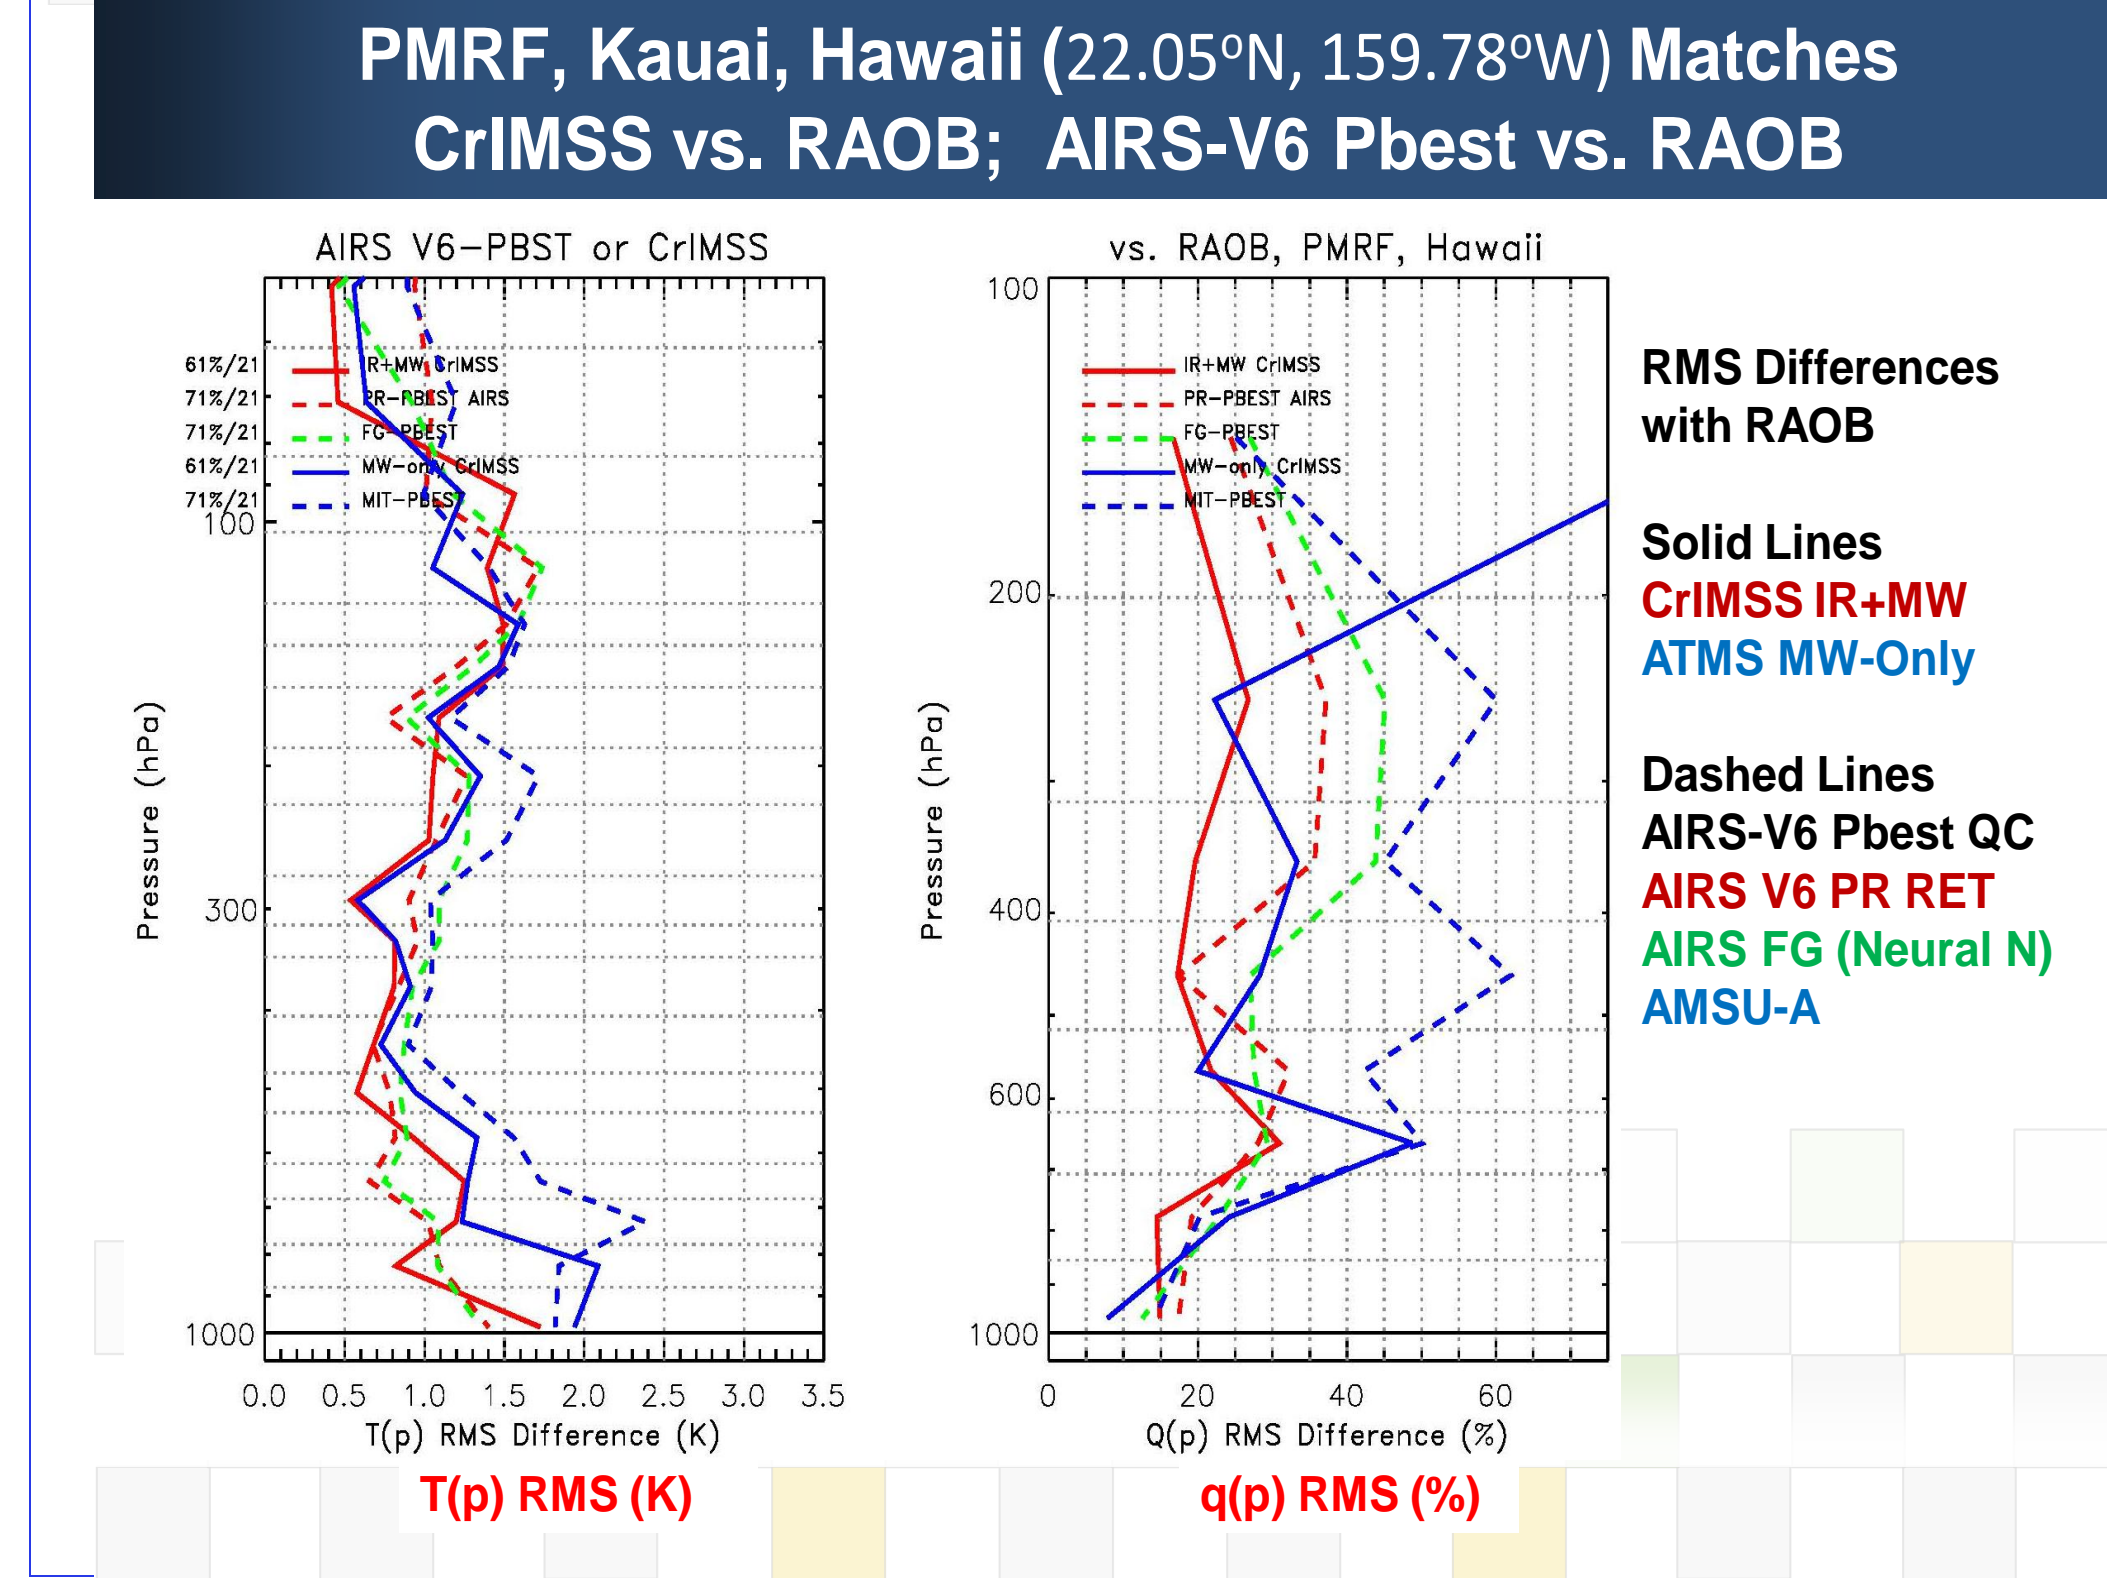 PMRF, Kauai, Hawaii (22.05ºN, 159.78ºW) Matches
CrIMSS vs. RAOB;  AIRS-V6 Pbest vs. RAOB
AIRS V6-PBST or CrIMSS
61%/21 IR+MW CrIMSS
71%/21 PR-PBEST AIRS
71%/21 FG-PBEST
61%/21 MW-only CrIMSS
71%/21 MIT-PBEST
100
300
1000
Pressure (hPa)
0.0 0.5 1.0 1.5 2.0 2.5 3.0 3.5
T(p) RMS Difference (K)
T(p) RMS (K)
vs. RAOB, PMRF, Hawaii
100
IR+MW CrIMSS
PR-PBEST AIRS
FG-PBEST
MW-only CrIMSS
MIT-PBEST
200
400
600
1000
Pressure (hPa)
0 20 40 60
Q(p) RMS Difference (%)
q(p) RMS (%)
RMS Differences
with RAOB
Solid Lines
CrIMSS IR+MW
ATMS MW-Only
Dashed Lines
AIRS-V6 Pbest QC
AIRS V6 PR RET
AIRS FG (Neural N)
AMSU-A